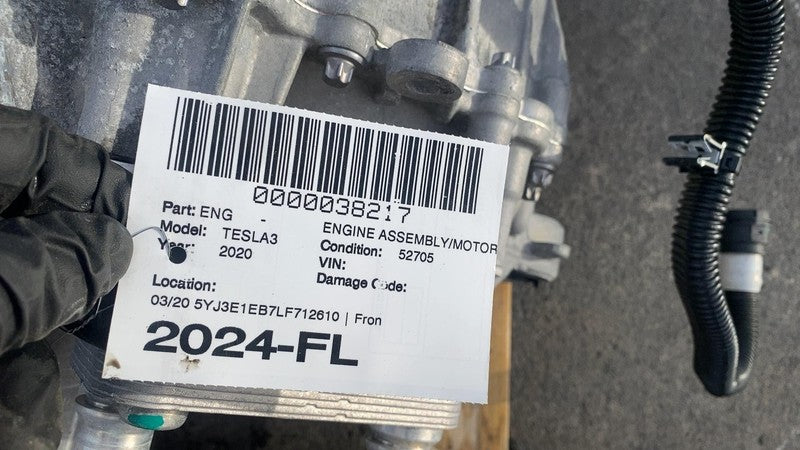 0000038217
Part: ENG - ENGINE ASSEMBLY/MOTOR
Model: TESLA3 Condition: 52705
Year: 2020 VIN:
Damage Code:
Location:
03/20 5YJ3E1EB7LF712610 | Fron
2024-FL